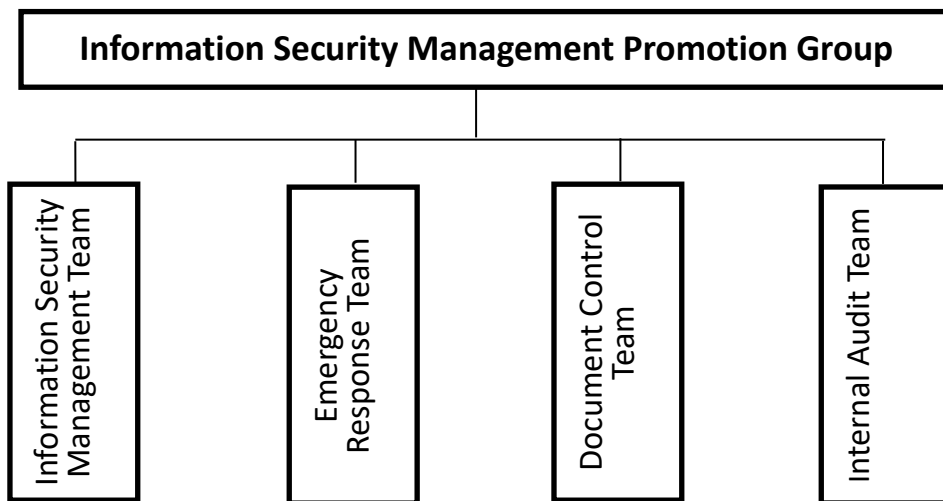 Information Security Management Promotion Group
Information Security
Management Team
Emergency
Response Team
Document Control
Team
Internal Audit Team